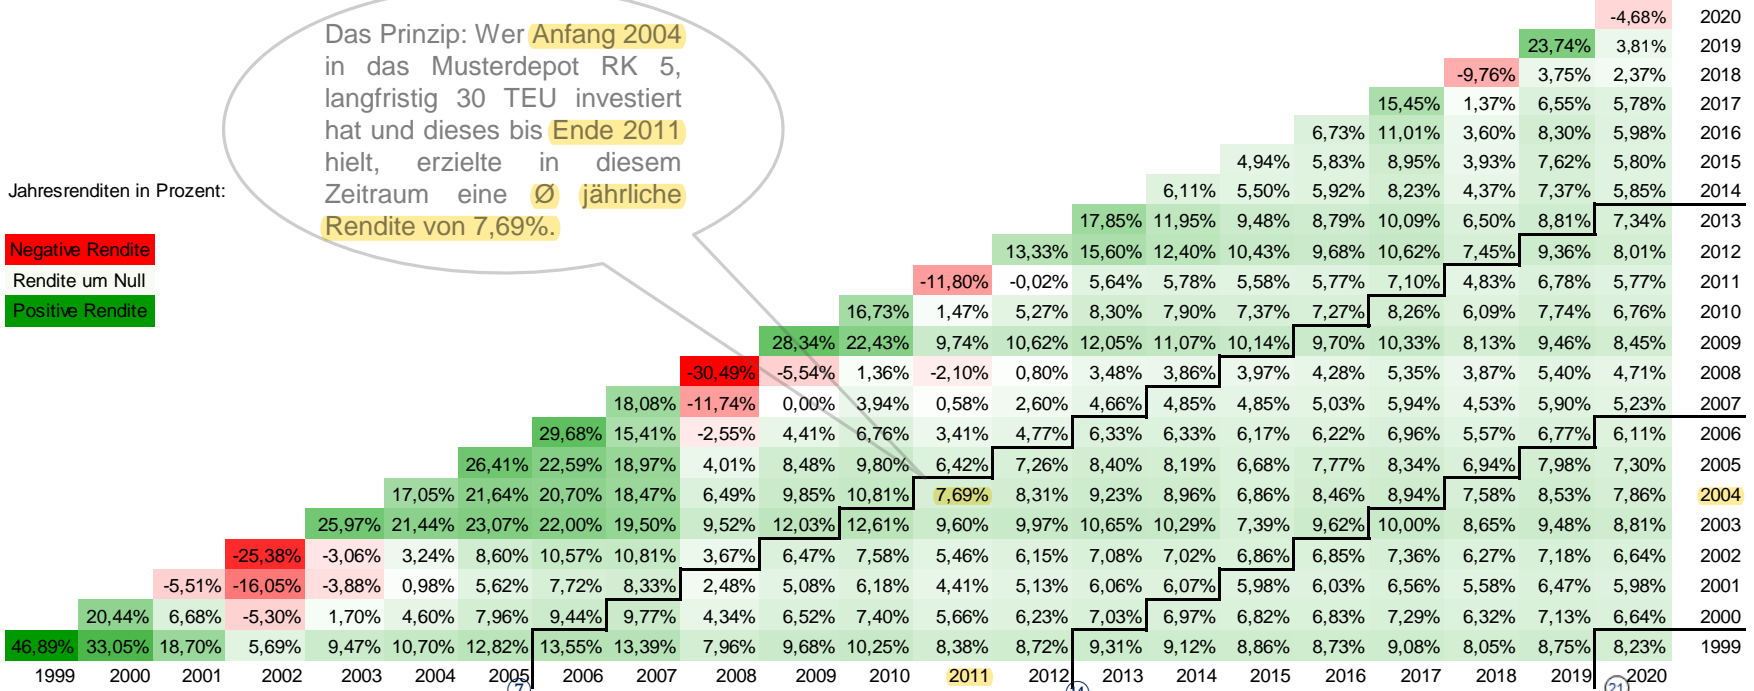 -4,68% 2020
Das Prinzip: Wer Anfang 2004
23,74% 3,81% 2019
in das Musterdepot RK 5,
-9,76% 3,75% 2,37% 2018
langfristig 30 TEU investiert
15,45% 1,37% 6,55% 5,78% 2017
hat und dieses bis Ende 2011
6,73% 11,01% 3,60% 8,30% 5,98% 2016
hielt, erzielte in diesem
4,94% 5,83% 8,95% 3,93% 7,62% 5,80% 2015
Zeitraum eine Ø jährliche
Jahresrenditen in Prozent:
6,11% 5,50% 5,92% 8,23% 4,37% 7,37% 5,85% 2014
Rendite von 7,69%.
17,85% 11,95% 9,48% 8,79% 10,09% 6,50% 8,81% 7,34% 2013
Negative Rendite
13,33% 15,60% 12,40% 10,43% 9,68% 10,62% 7,45% 9,36% 8,01% 2012
Rendite um Null
-11,80% -0,02% 5,64% 5,78% 5,58% 5,77% 7,10% 4,83% 6,78% 5,77% 2011
Positive Rendite
16,73% 1,47% 5,27% 8,30% 7,90% 7,37% 7,27% 8,26% 6,09% 7,74% 6,76% 2010
28,34% 22,43% 9,74% 10,62% 12,05% 11,07% 10,14% 9,70% 10,33% 8,13% 9,46% 8,45% 2009
-30,49% -5,54% 1,36% -2,10% 0,80% 3,48% 3,86% 3,97% 4,28% 5,35% 3,87% 5,40% 4,71% 2008
18,08% -11,74% 0,00% 3,94% 0,58% 2,60% 4,66% 4,85% 4,85% 5,03% 5,94% 4,53% 5,90% 5,23% 2007
29,68% 15,41% -2,55% 4,41% 6,76% 3,41% 4,77% 6,33% 6,33% 6,17% 6,22% 6,96% 5,57% 6,77% 6,11% 2006
26,41% 22,59% 18,97% 4,01% 8,48% 9,80% 6,42% 7,26% 8,40% 8,19% 6,68% 7,77% 8,34% 6,94% 7,98% 7,30% 2005
17,05% 21,64% 20,70% 18,47% 6,49% 9,85% 10,81% 7,69% 8,31% 9,23% 8,96% 6,86% 8,46% 8,94% 7,58% 8,53% 7,86% 2004
25,97% 21,44% 23,07% 22,00% 19,50% 9,52% 12,03% 12,61% 9,60% 9,97% 10,65% 10,29% 7,39% 9,62% 10,00% 8,65% 9,48% 8,81% 2003
-25,38% -3,06% 3,24% 8,60% 10,57% 10,81% 3,67% 6,47% 7,58% 5,46% 6,15% 7,08% 7,02% 6,86% 6,85% 7,36% 6,27% 7,18% 6,64% 2002
-5,51% -16,05% -3,88% 0,98% 5,62% 7,72% 8,33% 2,48% 5,08% 6,18% 4,41% 5,13% 6,06% 6,07% 5,98% 6,03% 6,56% 5,58% 6,47% 5,98% 2001
20,44% 6,68% -5,30% 1,70% 4,60% 7,96% 9,44% 9,77% 4,34% 6,52% 7,40% 5,66% 6,23% 7,03% 6,97% 6,82% 6,83% 7,29% 6,32% 7,13% 6,64% 2000
46,89% 33,05% 18,70% 5,69% 9,47% 10,70% 12,82% 13,55% 13,39% 7,96% 9,68% 10,25% 8,38% 8,72% 9,31% 9,12% 8,86% 8,73% 9,08% 8,05% 8,75% 8,23% 1999
1999 2000 2001 2002 2003 2004 2005 2006 2007 2008 2009 2010 2011 2012 2013 2014 2015 2016 2017 2018 2019 2020
7 14 21